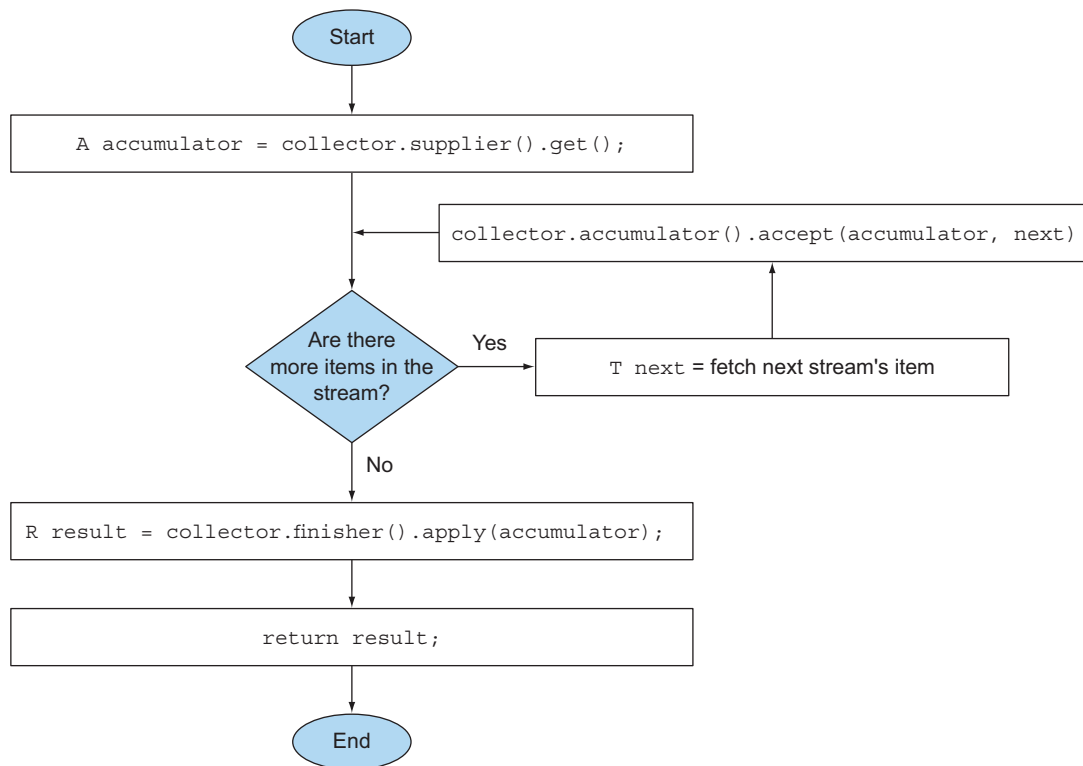 Start
A accumulator = collector.supplier().get();
collector.accumulator().accept(accumulator, next)
Are there
more items in the
stream?
Yes
T next = fetch next stream's item
No
R result = collector.finisher().apply(accumulator);
return result;
End